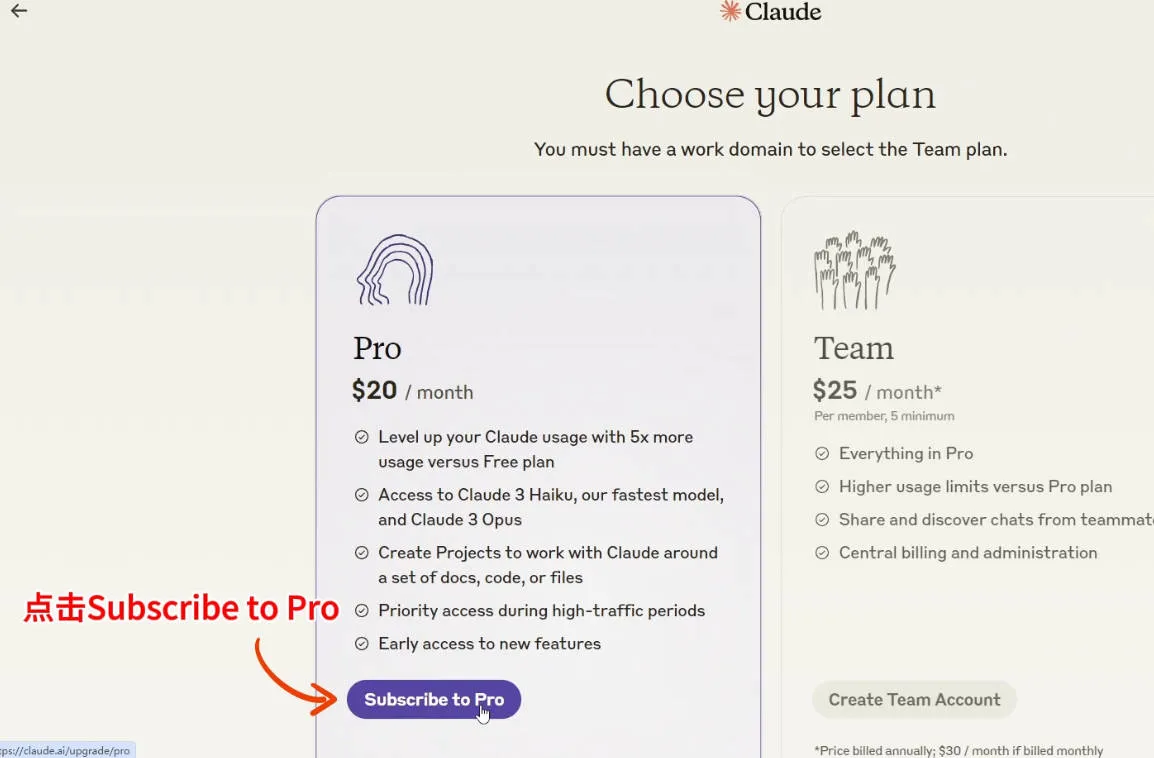 Claude
Choose your plan
You must have a work domain to select the Team plan.
Pro
$20 / month
Level up your Claude usage with 5x more
usage versus Free plan
Access to Claude 3 Haiku, our fastest model,
and Claude 3 Opus
Create Projects to work with Claude around
a set of docs, code, or files
Priority access during high-traffic periods
Early access to new features
点击Subscribe to Pro
Subscribe to Pro
Team
$25 / month*
Per member, 5 minimum
Everything in Pro
Higher usage limits versus Pro plan
Share and discover chats from
Central billing and administration
Create Team Account
*Price billed annually; $30 / month if billed monthly
tps://claude.ai/upgrade/pro